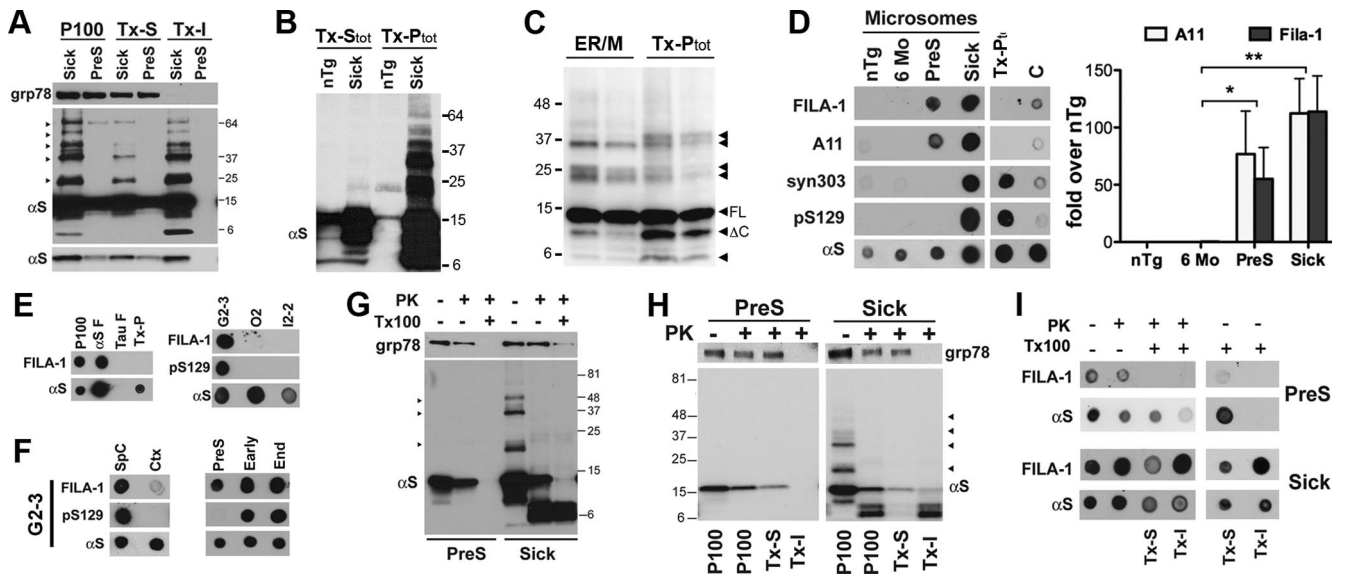 A
P100 Tx-S Tx-I
Sick PreS Sick PreS Sick PreS
grp78
64
37
25
15
6
αS
αS
B
Tx-Stot Tx-Ptot
nTg Sick nTg Sick
64
47
37
25
15
6
αS
C
ER/M Tx-Ptot
48
37
25
15
6
FL
ΔC
D
Microsomes
nTg 6 Mo PreS Sick C
FILA-1
A11
syn303
pS129
αS
A11 Fila-1
fold over nTg
150
100
50
0
* **
nTg 6 Mo PreS Sick
E
P100 αS F Tau F Tx-P
FILA-1
αS
G2-3 O2 I2-2
FILA-1
pS129
αS
F
G2-3
SpC Ctx PreS Early End
FILA-1
pS129
αS
G
PK - + + - + +
Tx100 + +
grp78
81
48
37
25
15
6
αS
PreS Sick
H
PreS Sick
PK - + + + - + + +
grp78
81
48
37
25
15
6
81
48
37
25
15
6
αS
P100 P100 Tx-S Tx-I P100 P100 Tx-S Tx-I
I
PK - + + + - -
Tx100 - - + + + +
FILA-1
αS
PreS
FILA-1
αS
Sick
Tx-S Tx-I Tx-S Tx-I